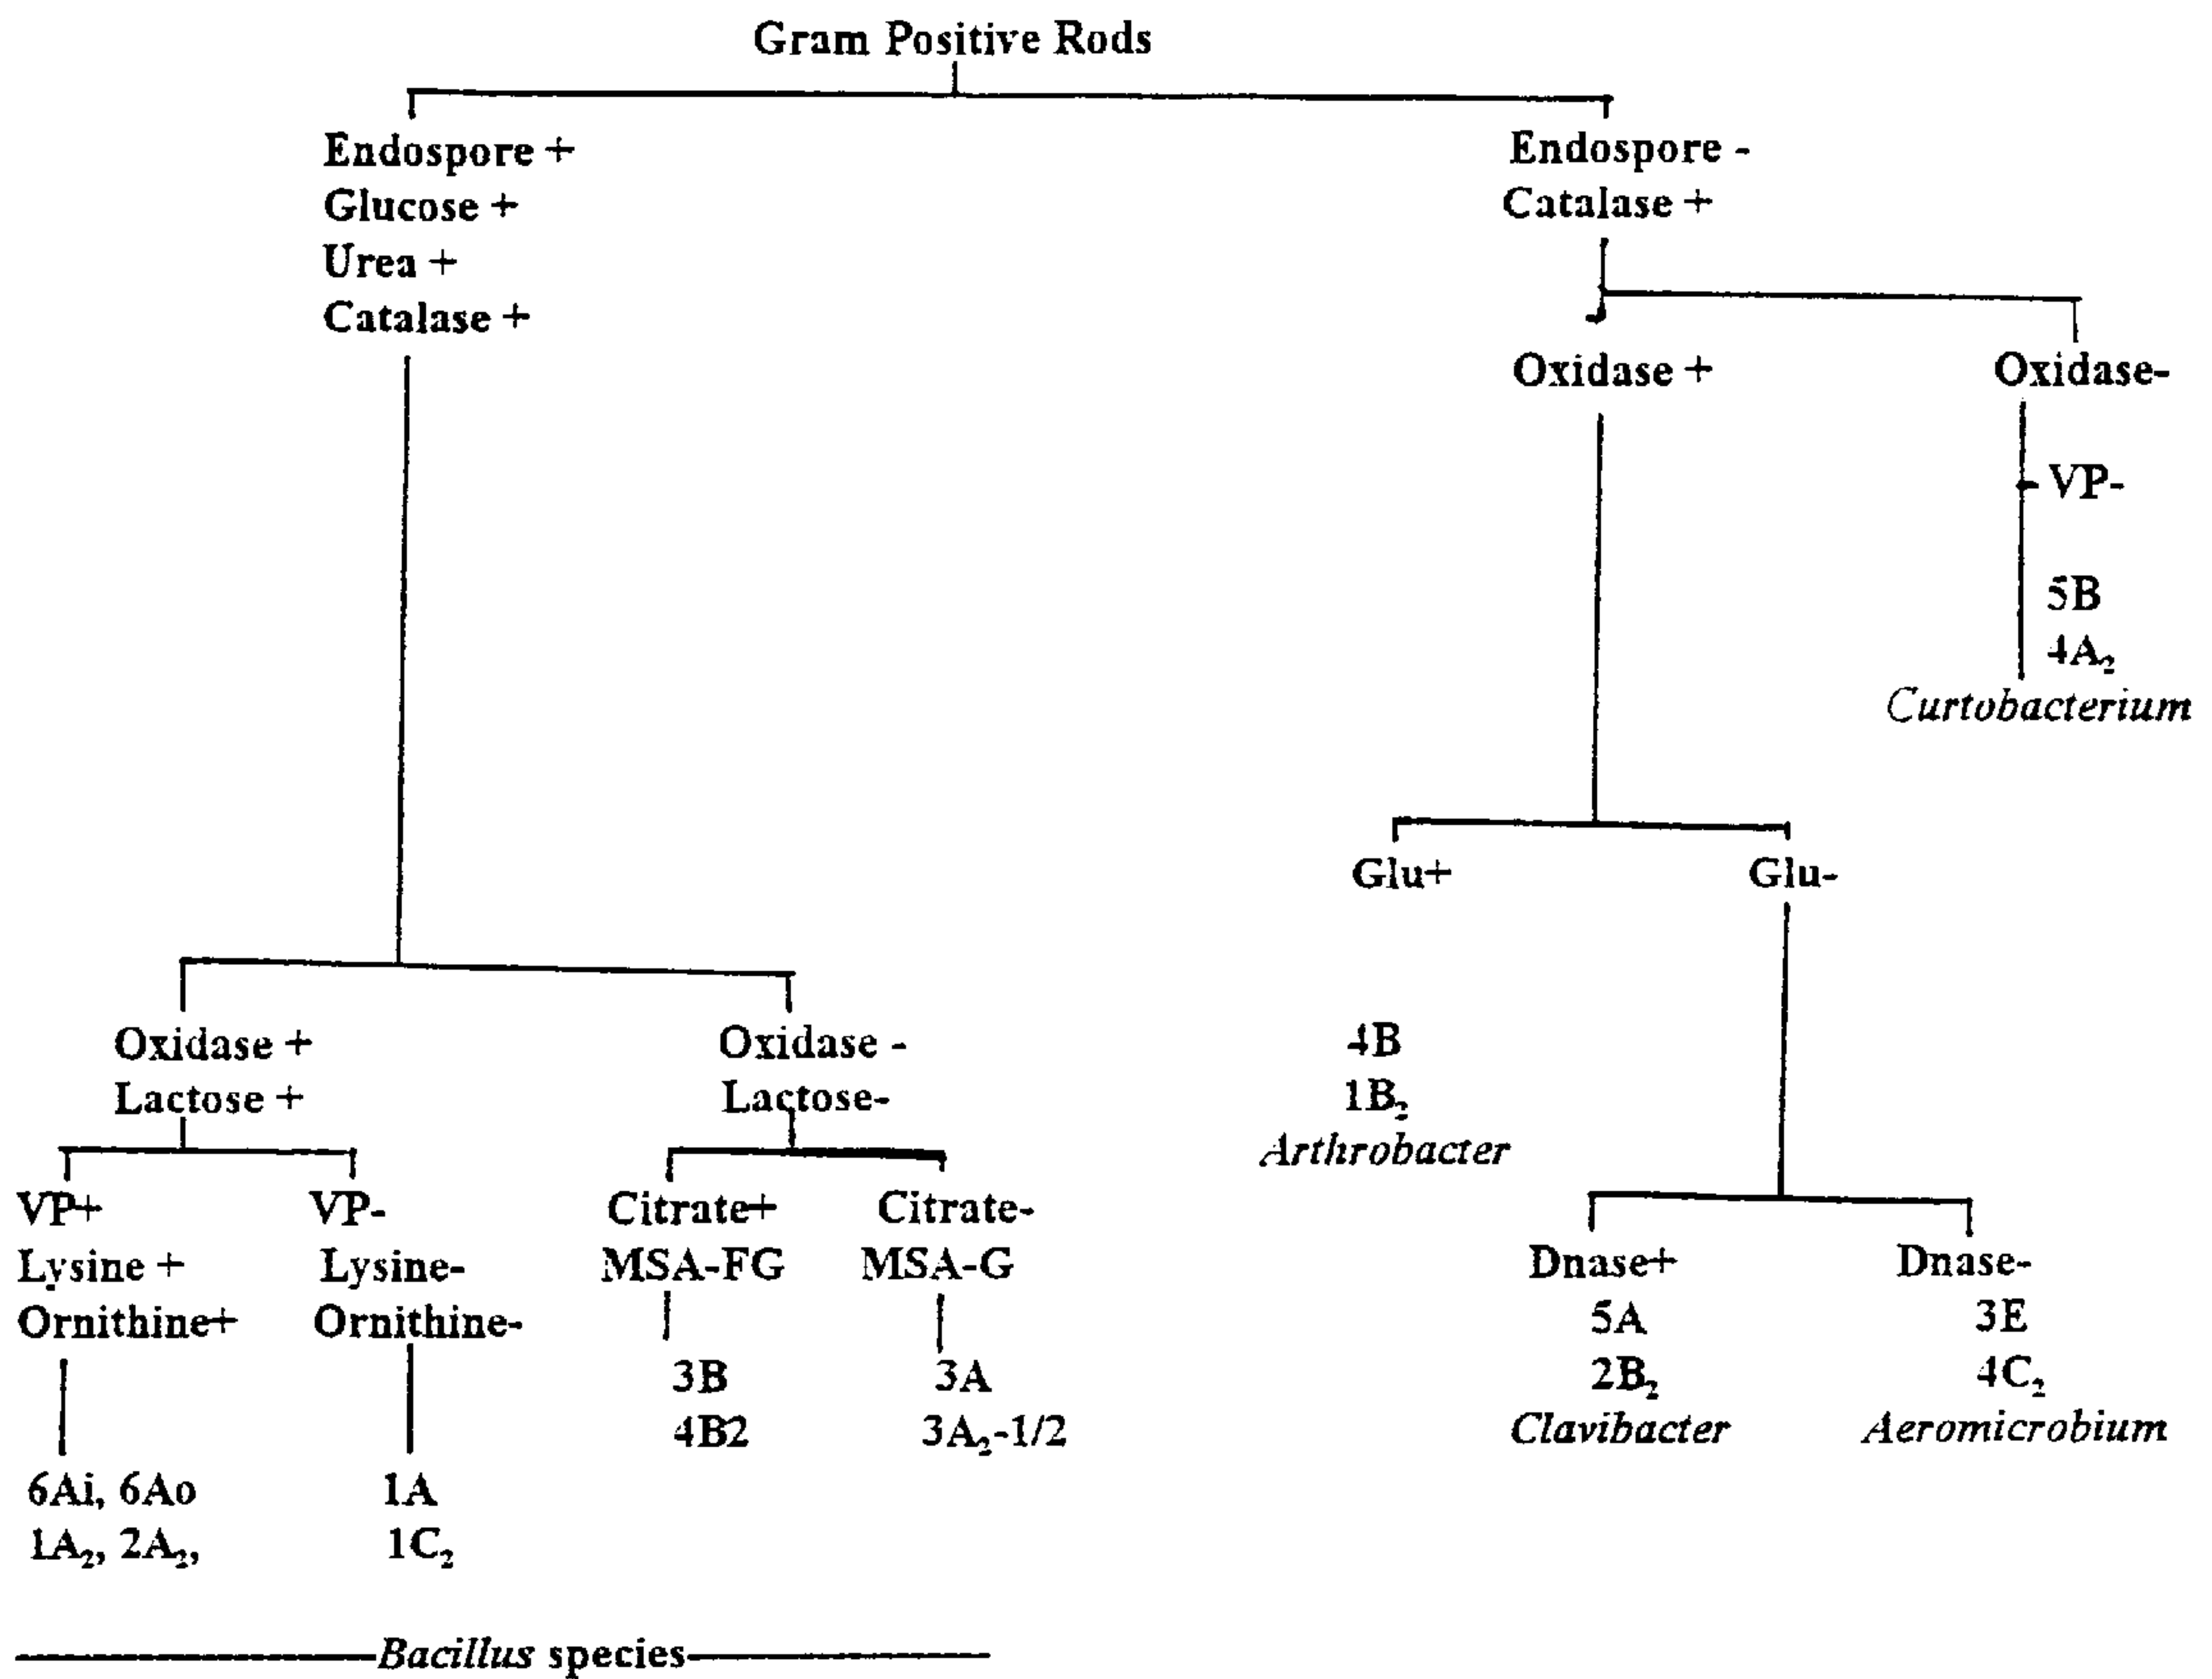 Gram Positive Rods
Endospore +
Glucose +
Urea +
Catalase +
Endospore -
Catalase +
Oxidase +
Oxidase-
VP-
5B
4A₂
Curtobacterium
Glu+
Glu-
4B
1B₂
Arthrobacter
Dnase+
5A
2B₂
Clavibacter
Dnase-
3E
4C₂
Aeromicrobium
Oxidase +
Lactose +
Oxidase -
Lactose-
VP+
Lysine +
Ornithine+
6Ai, 6Ao
1A₂, 2A₂,
VP-
Lysine-
Ornithine-
1A
1C₂
Citrate+
MSA-FG
3B
4B2
Citrate-
MSA-G
3A
3A₂-1/2
Bacillus species